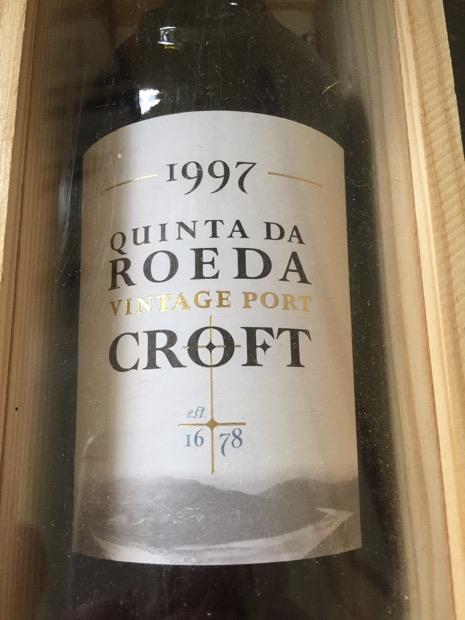 1997
QUINTA DA
ROEDA
VINTAGE PORT
CROFT
est.
16 78